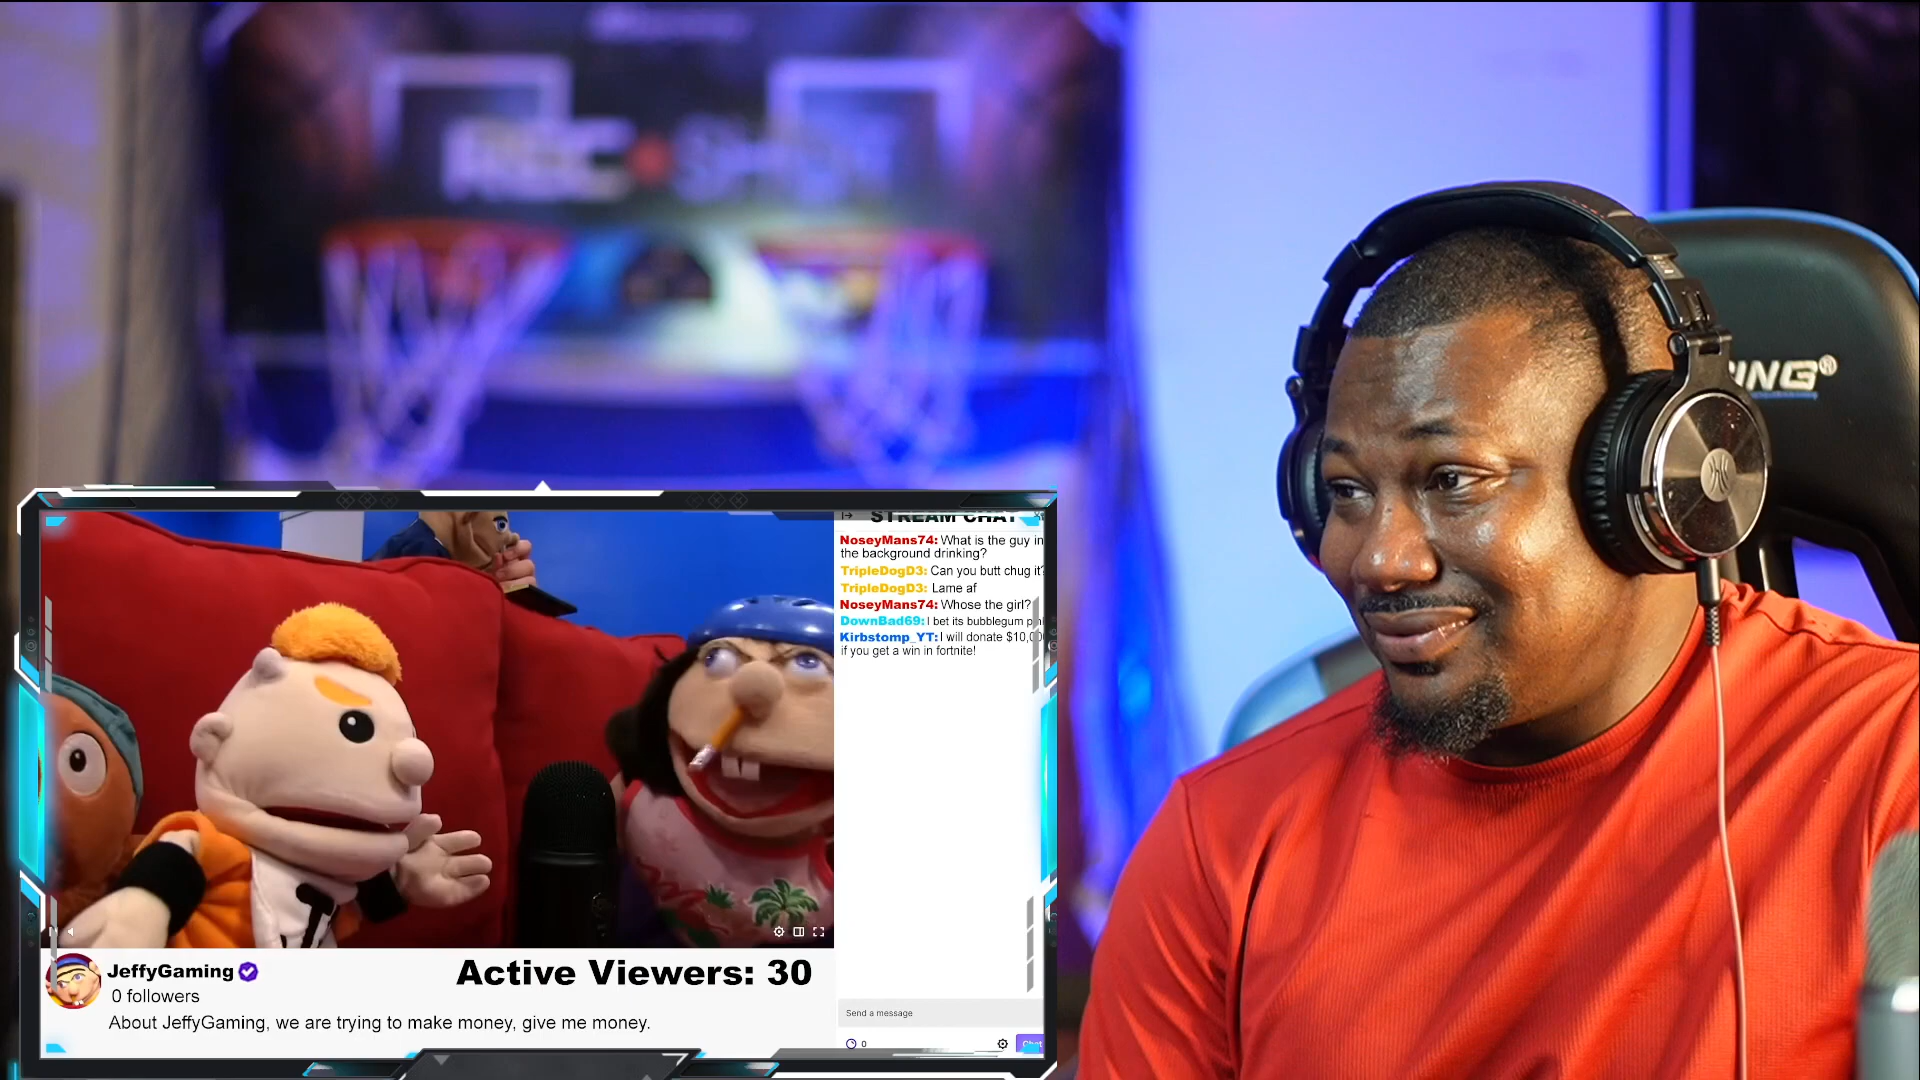 STREAM CHAT
NoseyMans74: What is the guy in
the background drinking?
TripleDogD3: Can you butt chug it?
TripleDogD3: Lame af
NoseyMans74: Whose the girl?
DownBad69: I bet its bubblegum
Kirbstomp_YT: I will donate $10,00
if you get a win in fortnite!
JeffyGaming
0 followers
Active Viewers: 30
About JeffyGaming, we are trying to make money, give me money.
Send a message
0
Chat
ING®